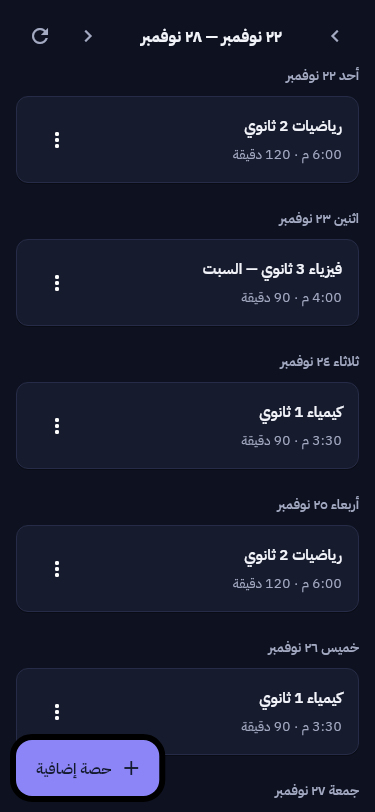 ٢٢ نوفمبر — ٢٨ نوفمبر
أحد ٢٢ نوفمبر
رياضيات 2 ثانوي
6:00 م · 120 دقيقة
اثنين ٢٣ نوفمبر
فيزياء 3 ثانوي — السبت
4:00 م · 90 دقيقة
ثلاثاء ٢٤ نوفمبر
كيمياء 1 ثانوي
3:30 م · 90 دقيقة
أربعاء ٢٥ نوفمبر
رياضيات 2 ثانوي
6:00 م · 120 دقيقة
خميس ٢٦ نوفمبر
كيمياء 1 ثانوي
3:30 م · 90 دقيقة
حصة إضافية
جمعة ٢٧ نوفمبر